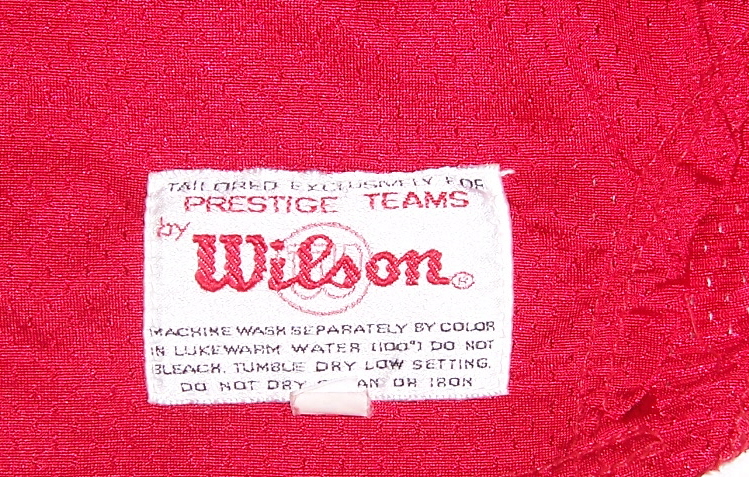 TAILORED EXCLUSIVELY FOR
PRESTIGE TEAMS
by
Wilson®
MACHINE WASH SEPARATELY BY COLOR
IN LUKEWARM WATER (100°) DO NOT
BLEACH. TUMBLE DRY LOW SETTING.
DO NOT DRY CLEAN OR IRON